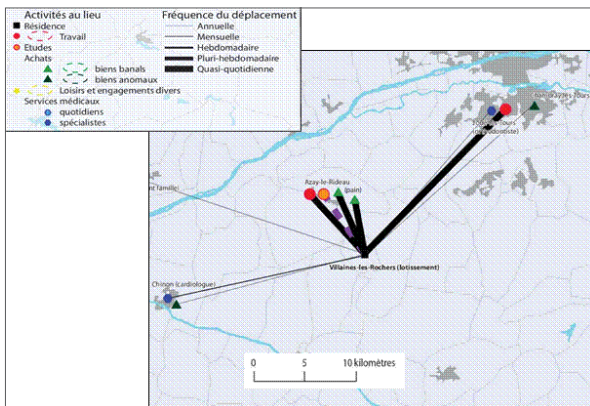 Activités au lieu
Résidence
Travail
Etudes
Achats
biens banals
biens anomaux
Loisirs et engagements divers
Services médicaux
quotidiens
spécialistes
Fréquence du déplacement
Annuelle
Mensuelle
Hebdomadaire
Pluri-hebdomadaire
Quasi-quotidienne
Azay-le-Rideau
(pain)
famille)
Villaines-les-Rochers (lotissement)
Chinon (cardiologue)
0 5 10 kilomètres